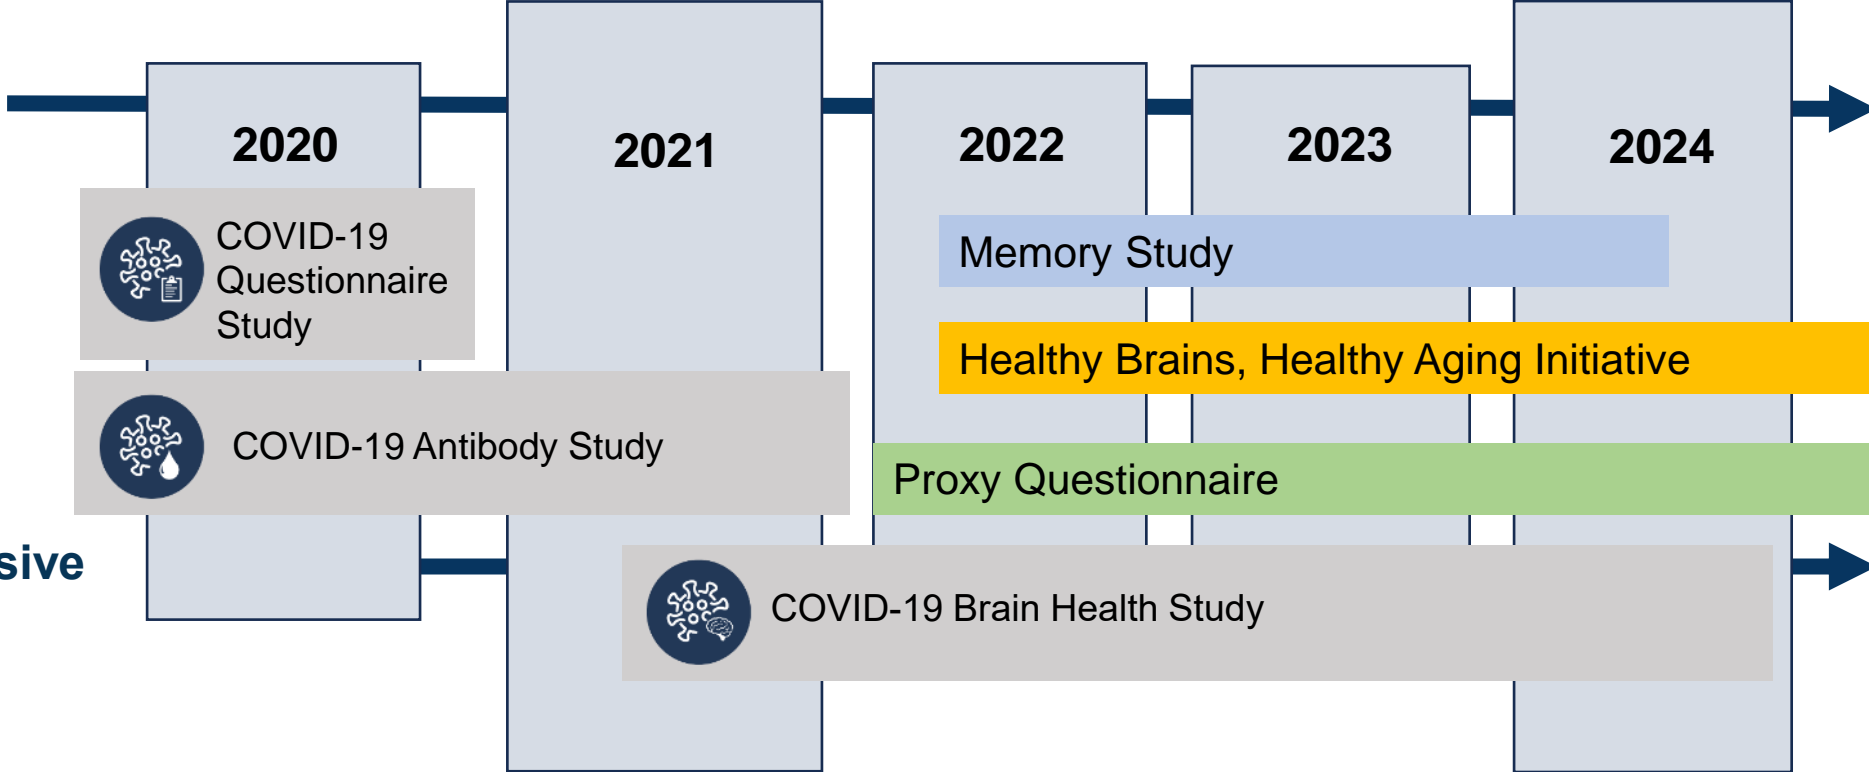 2020
2021
2022
2023
2024
COVID-19
Questionnaire
Study
Memory Study
Healthy Brains, Healthy Aging Initiative
COVID-19 Antibody Study
Proxy Questionnaire
sive
COVID-19 Brain Health Study